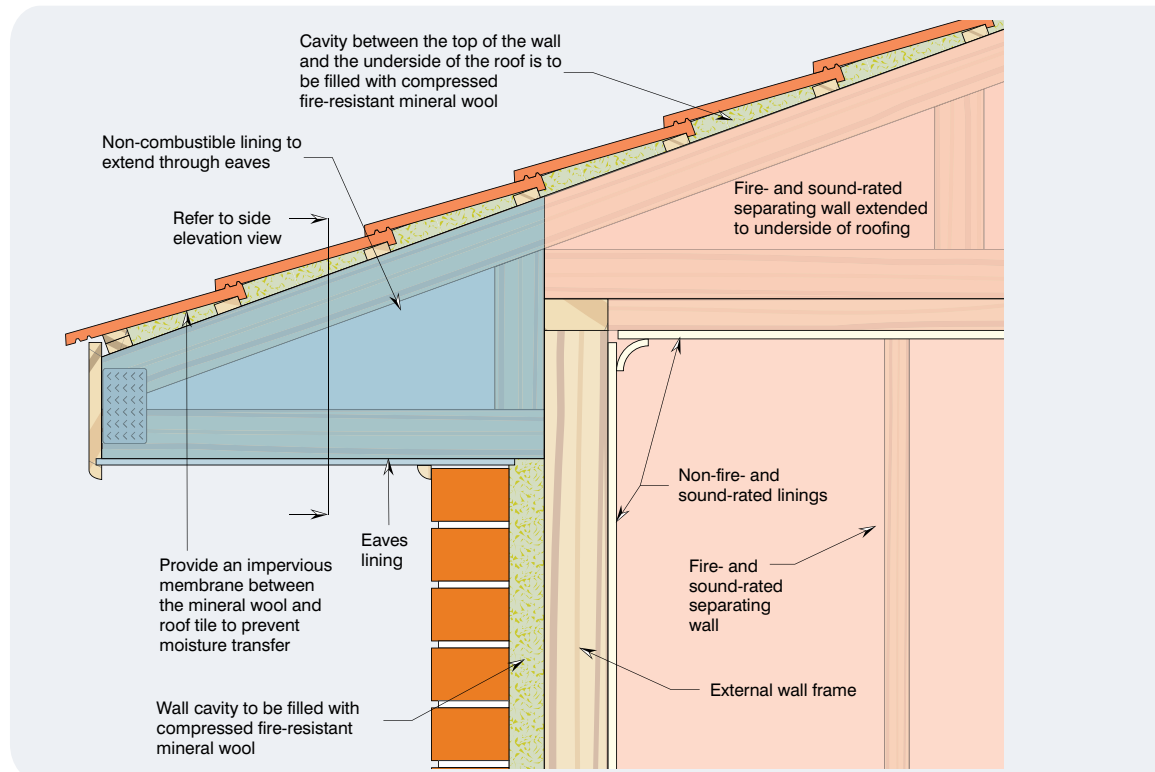 Cavity between the top of the wall
and the underside of the roof is to
be filled with compressed
fire-resistant mineral wool
Non-combustible lining to
extend through eaves
Refer to side
elevation view
Fire- and sound-rated
separating wall extended
to underside of roofing
Non-fire- and
sound-rated linings
Eaves
lining
Provide an impervious
membrane between
the mineral wool and
roof tile to prevent
moisture transfer
Fire- and
sound-rated
separating
wall
External wall frame
Wall cavity to be filled with
compressed fire-resistant
mineral wool